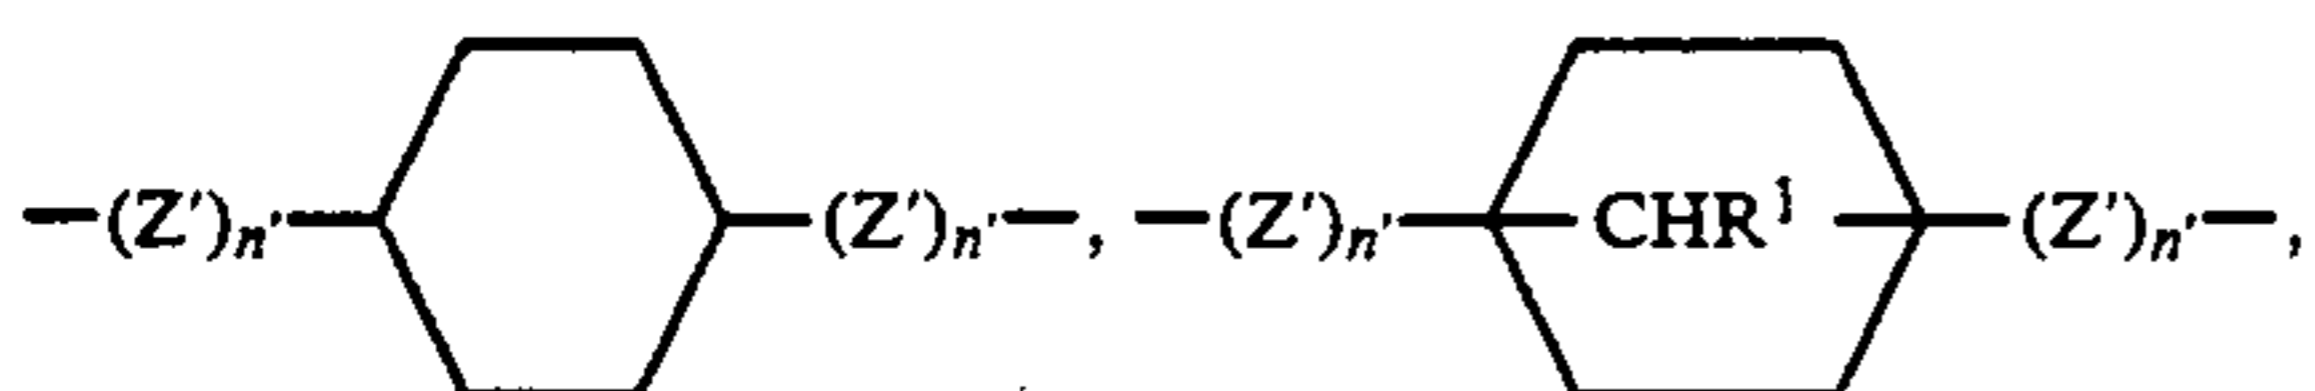 —(Z')n'— —(Z')n'—, —(Z')n'— CHR¹ —(Z')n'—,